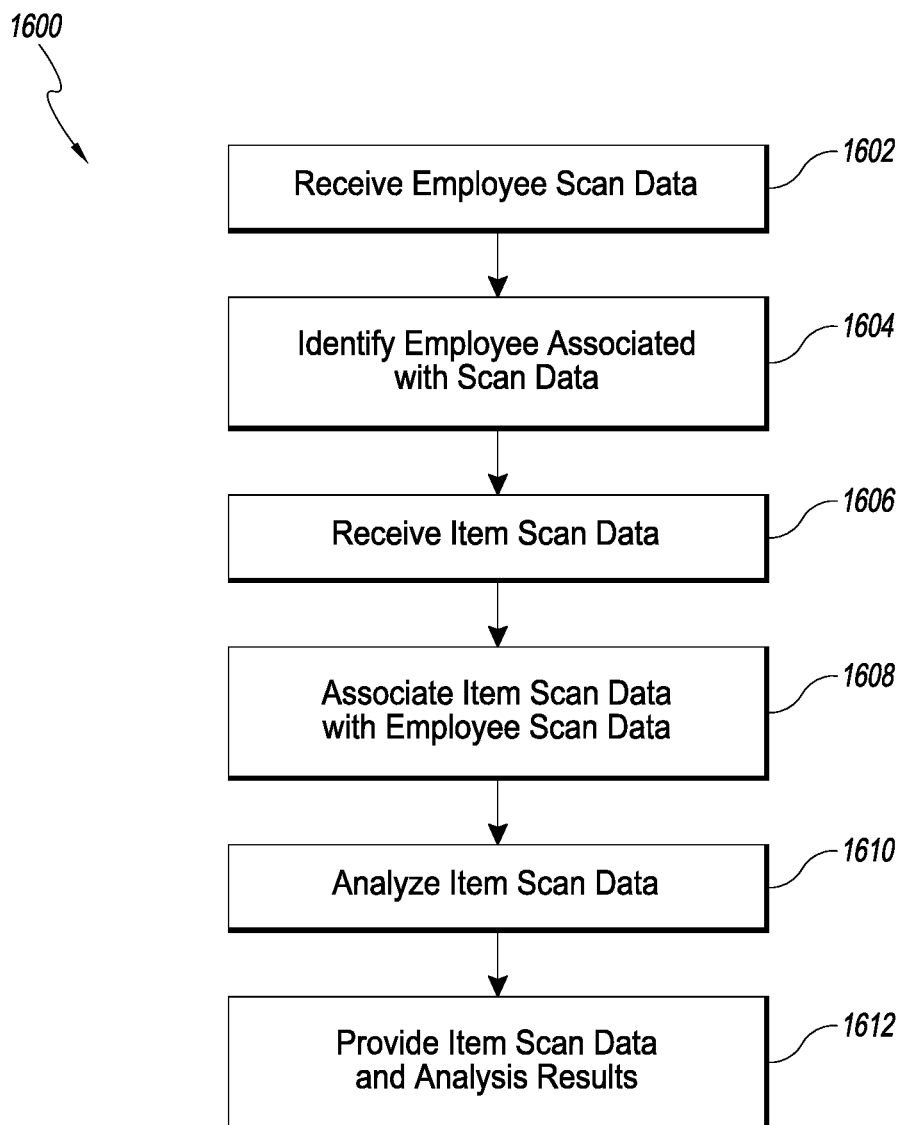 1600
Receive Employee Scan Data
1602
Identify Employee Associated
with Scan Data
1604
Receive Item Scan Data
1606
Associate Item Scan Data
with Employee Scan Data
1608
Analyze Item Scan Data
1610
Provide Item Scan Data
and Analysis Results
1612